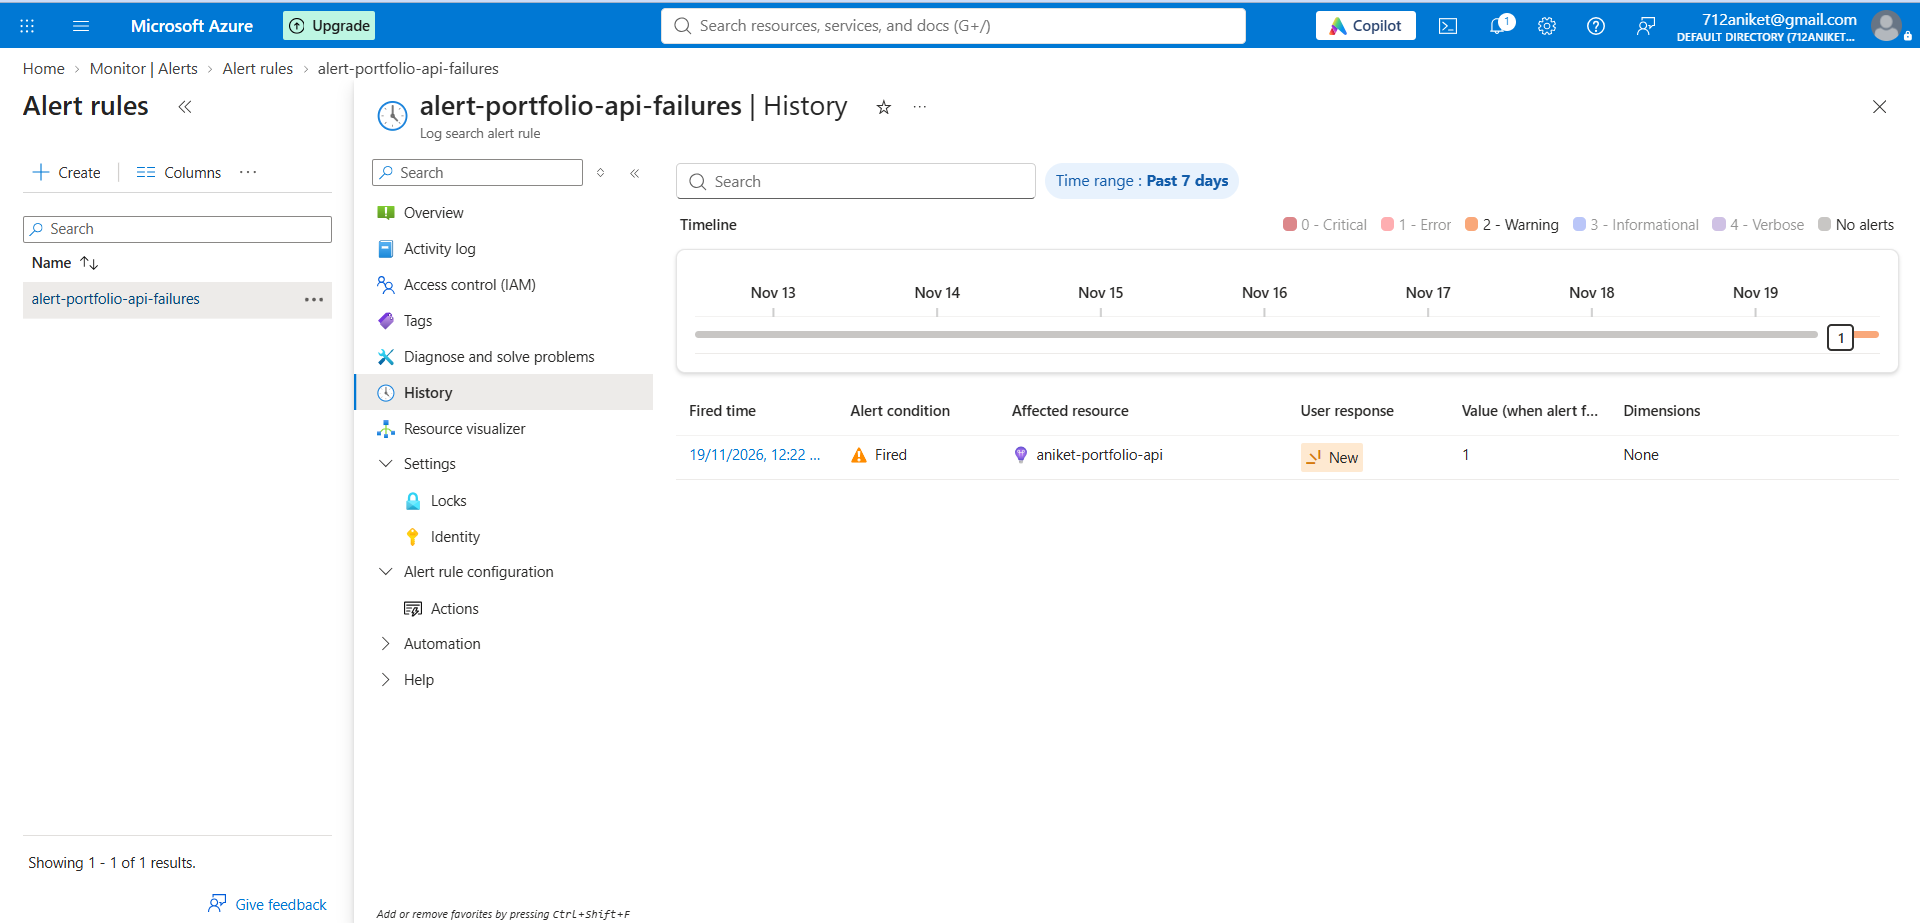 Microsoft Azure
Upgrade
Search resources, services, and docs (G+/)
Copilot
1
712aniket@gmail.com
DEFAULT DIRECTORY (712ANIKET...
Home > Monitor | Alerts > Alert rules > alert-portfolio-api-failures
Alert rules
Create
Columns
Search
Name
alert-portfolio-api-failures
Showing 1 - 1 of 1 results.
Give feedback
alert-portfolio-api-failures | History
Log search alert rule
Search
Overview
Activity log
Access control (IAM)
Tags
Diagnose and solve problems
History
Resource visualizer
Settings
Locks
Identity
Alert rule configuration
Actions
Automation
Help
Add or remove favorites by pressing Ctrl+Shift+F
Search
Time range : Past 7 days
Timeline
0 - Critical 1 - Error 2 - Warning 3 - Informational 4 - Verbose No alerts
Nov 13 Nov 14 Nov 15 Nov 16 Nov 17 Nov 18 Nov 19
1
Fired time Alert condition Affected resource User response Value (when alert f... Dimensions
19/11/2026, 12:22 ... Fired aniket-portfolio-api New 1 None